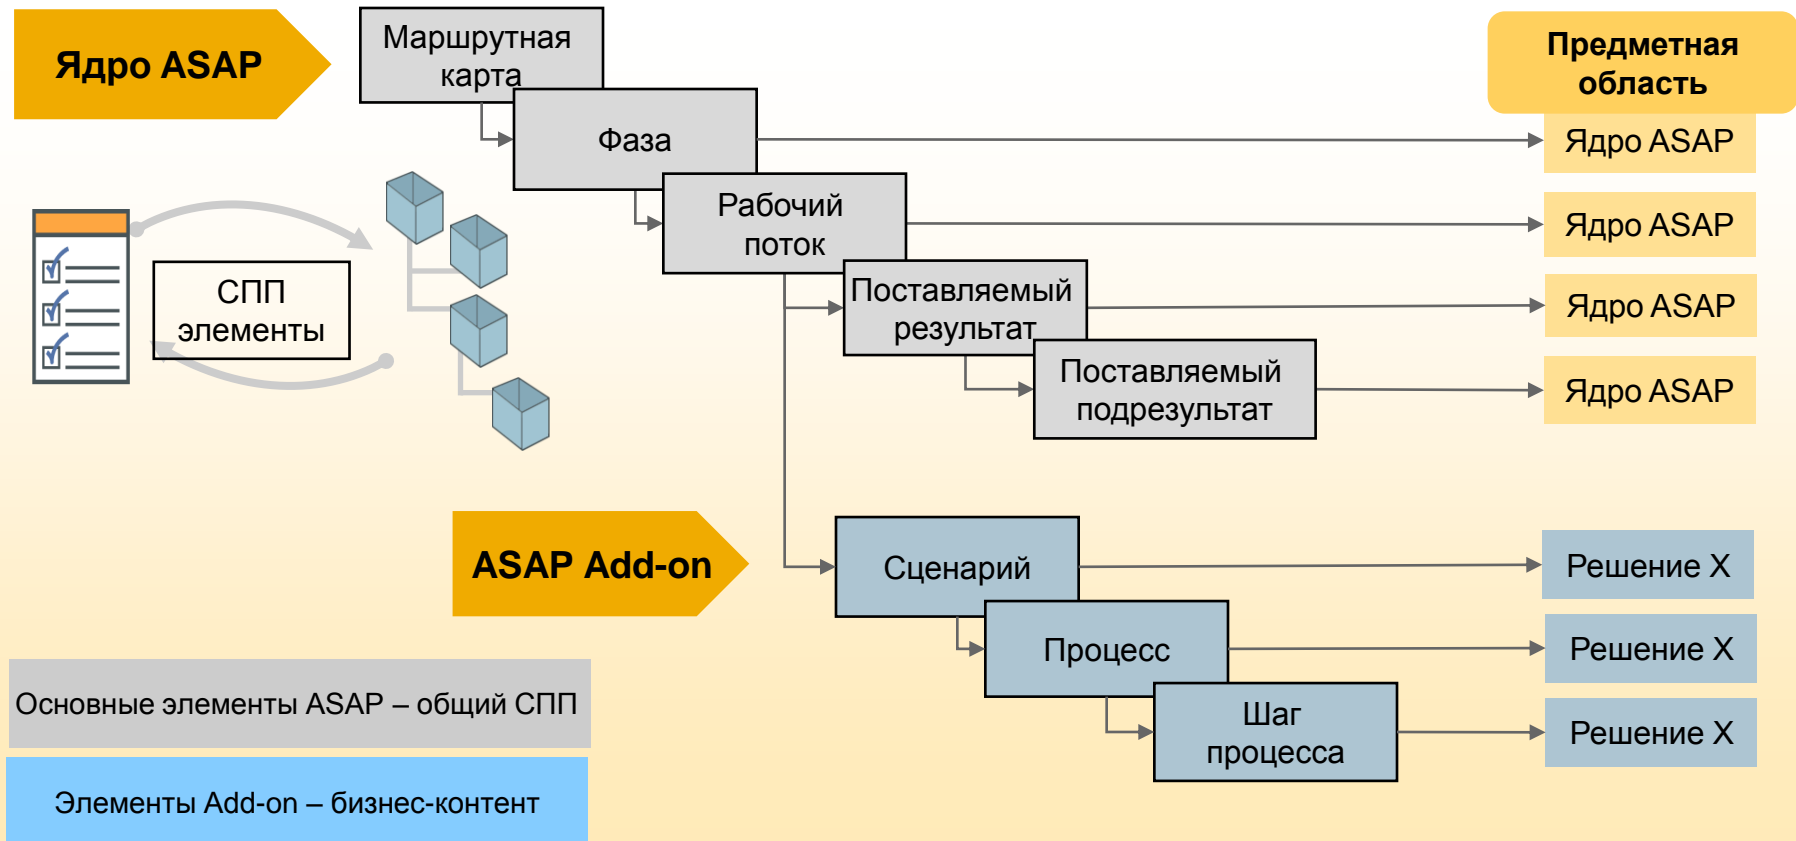 Ядро ASAP
Маршрутная
карта
Предметная
область
Фаза
Ядро ASAP
Рабочий
поток
Ядро ASAP
СПП
элементы
Поставляемый
результат
Ядро ASAP
Поставляемый
подрезультат
Ядро ASAP
ASAP Add-on
Сценарий
Решение X
Процесс
Решение X
Шаг
процесса
Решение X
Основные элементы ASAP – общий СПП
Элементы Add-on – бизнес-контент